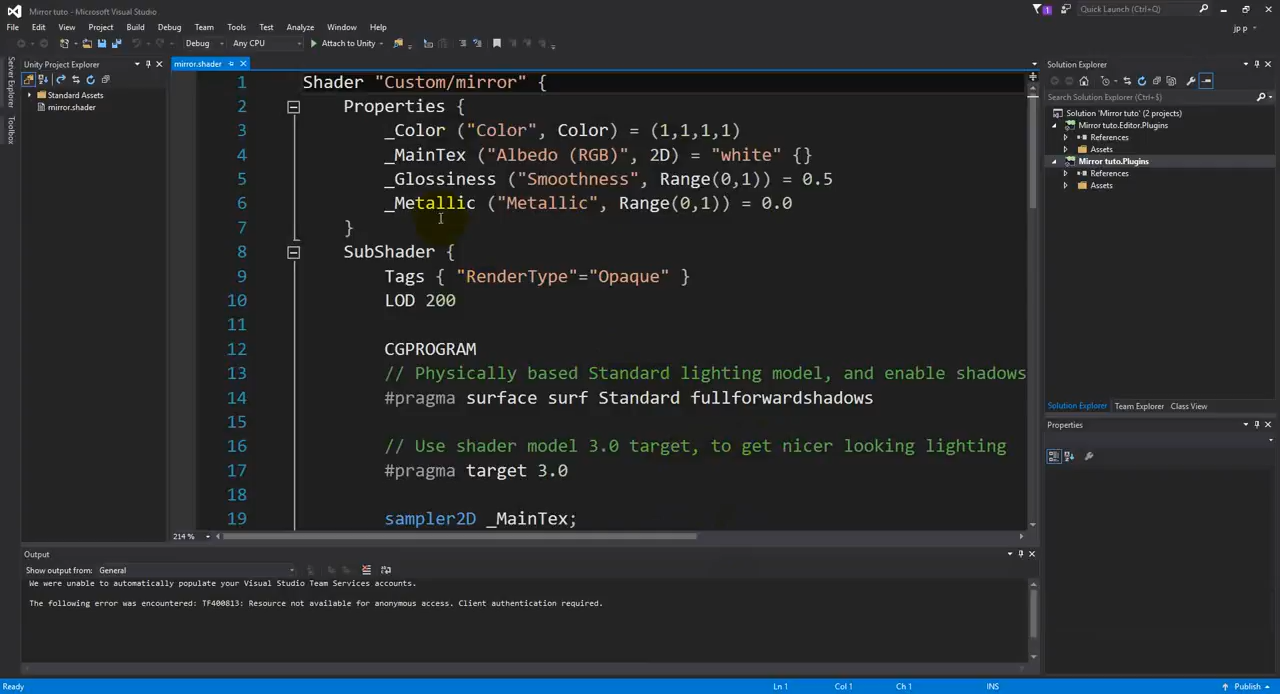 Mirror tuto - Microsoft Visual Studio
1
Quick Launch (Ctrl+Q)
File Edit View Project Build Debug Team Tools Test Analyze Window Help
jp p
Debug Any CPU Attach to Unity
Server Explorer
Toolbox
Unity Project Explorer
Standard Assets
mirror.shader
mirror.shader
1 Shader "Custom/mirror" {
2 Properties {
3 _Color ("Color", Color) = (1,1,1,1)
4 _MainTex ("Albedo (RGB)", 2D) = "white" {}
5 _Glossiness ("Smoothness", Range(0,1)) = 0.5
6 _Metallic ("Metallic", Range(0,1)) = 0.0
7 }
8 SubShader {
9 Tags { "RenderType"="Opaque" }
10 LOD 200
11
12 CGPROGRAM
13 // Physically based Standard lighting model, and enable shadows
14 #pragma surface surf Standard fullforwardshadows
15
16 // Use shader model 3.0 target, to get nicer looking lighting
17 #pragma target 3.0
18
19 sampler2D _MainTex;
214 %
Solution Explorer
Search Solution Explorer (Ctrl+$)
Solution 'Mirror tuto' (2 projects)
Mirror tuto.Editor.Plugins
References
Assets
Mirror tuto.Plugins
References
Assets
Solution Explorer Team Explorer Class View
Properties
Output
Show output from: General
We were unable to automatically populate your Visual Studio Team Services accounts.
The following error was encountered: TF400813: Resource not available for anonymous access. Client authentication required.
Ready Ln 1 Col 1 Ch 1 INS Publish